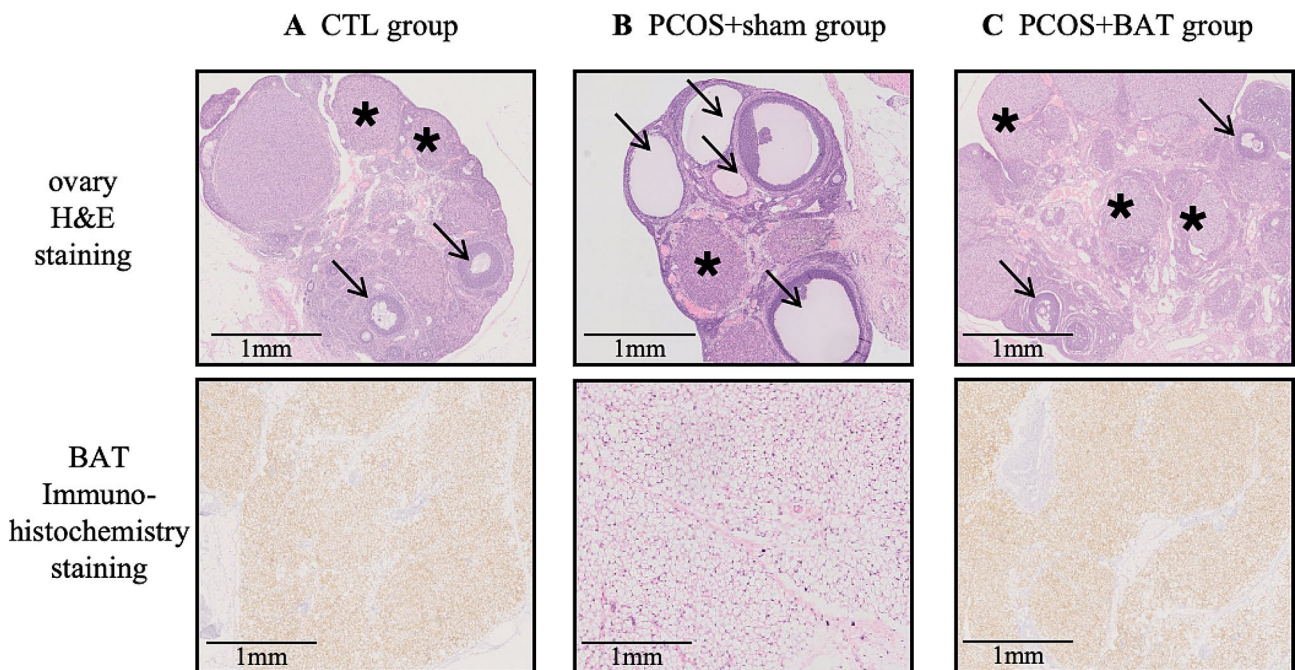 A CTL group
B PCOS+sham group
C PCOS+BAT group
ovary
H&E
staining
1mm
1mm
1mm
BAT
Immuno-
histochemistry
staining
1mm
1mm
1mm